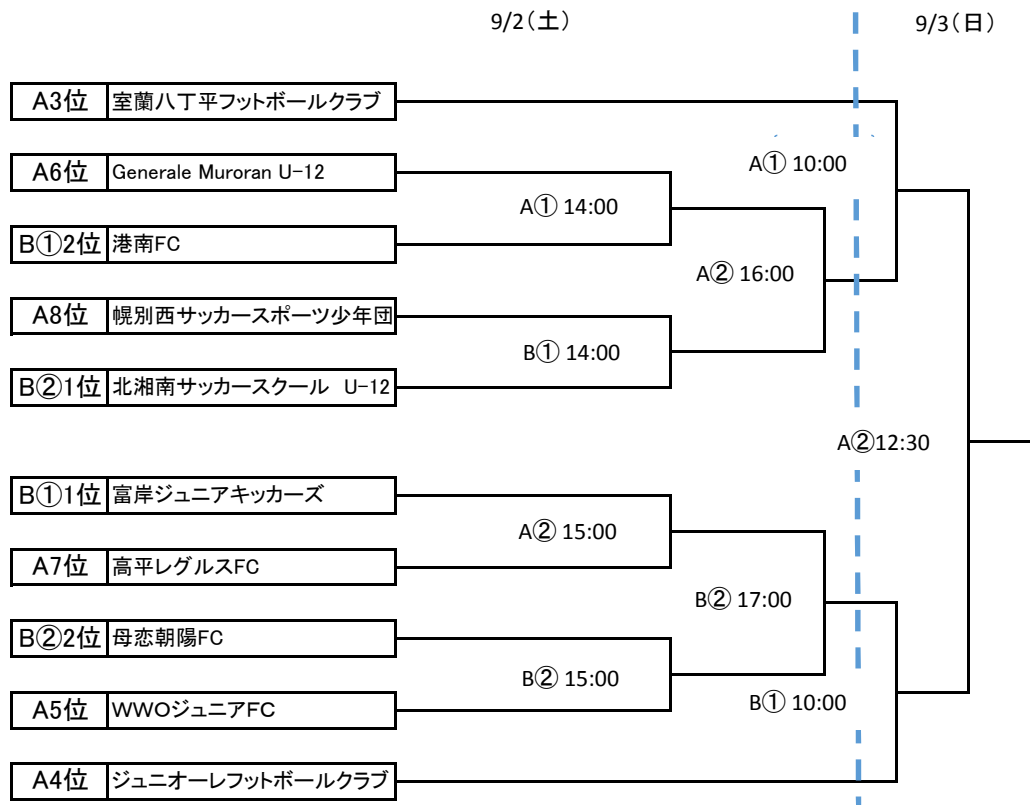 9/2(土)
9/3(日)
A3位 室蘭八丁平フットボールクラブ
A① 10:00
A6位 Generale Muroran U-12
A① 14:00
B①2位 港南FC
A② 16:00
A8位 幌別西サッカースポーツ少年団
B① 14:00
B②1位 北湘南サッカースクール U-12
A②12:30
B①1位 富岸ジュニアキッカーズ
A② 15:00
A7位 高平レグルスFC
B② 17:00
B②2位 母恋朝陽FC
B② 15:00
A5位 WWOジュニアFC
B① 10:00
A4位 ジュニオーレフットボールクラブ